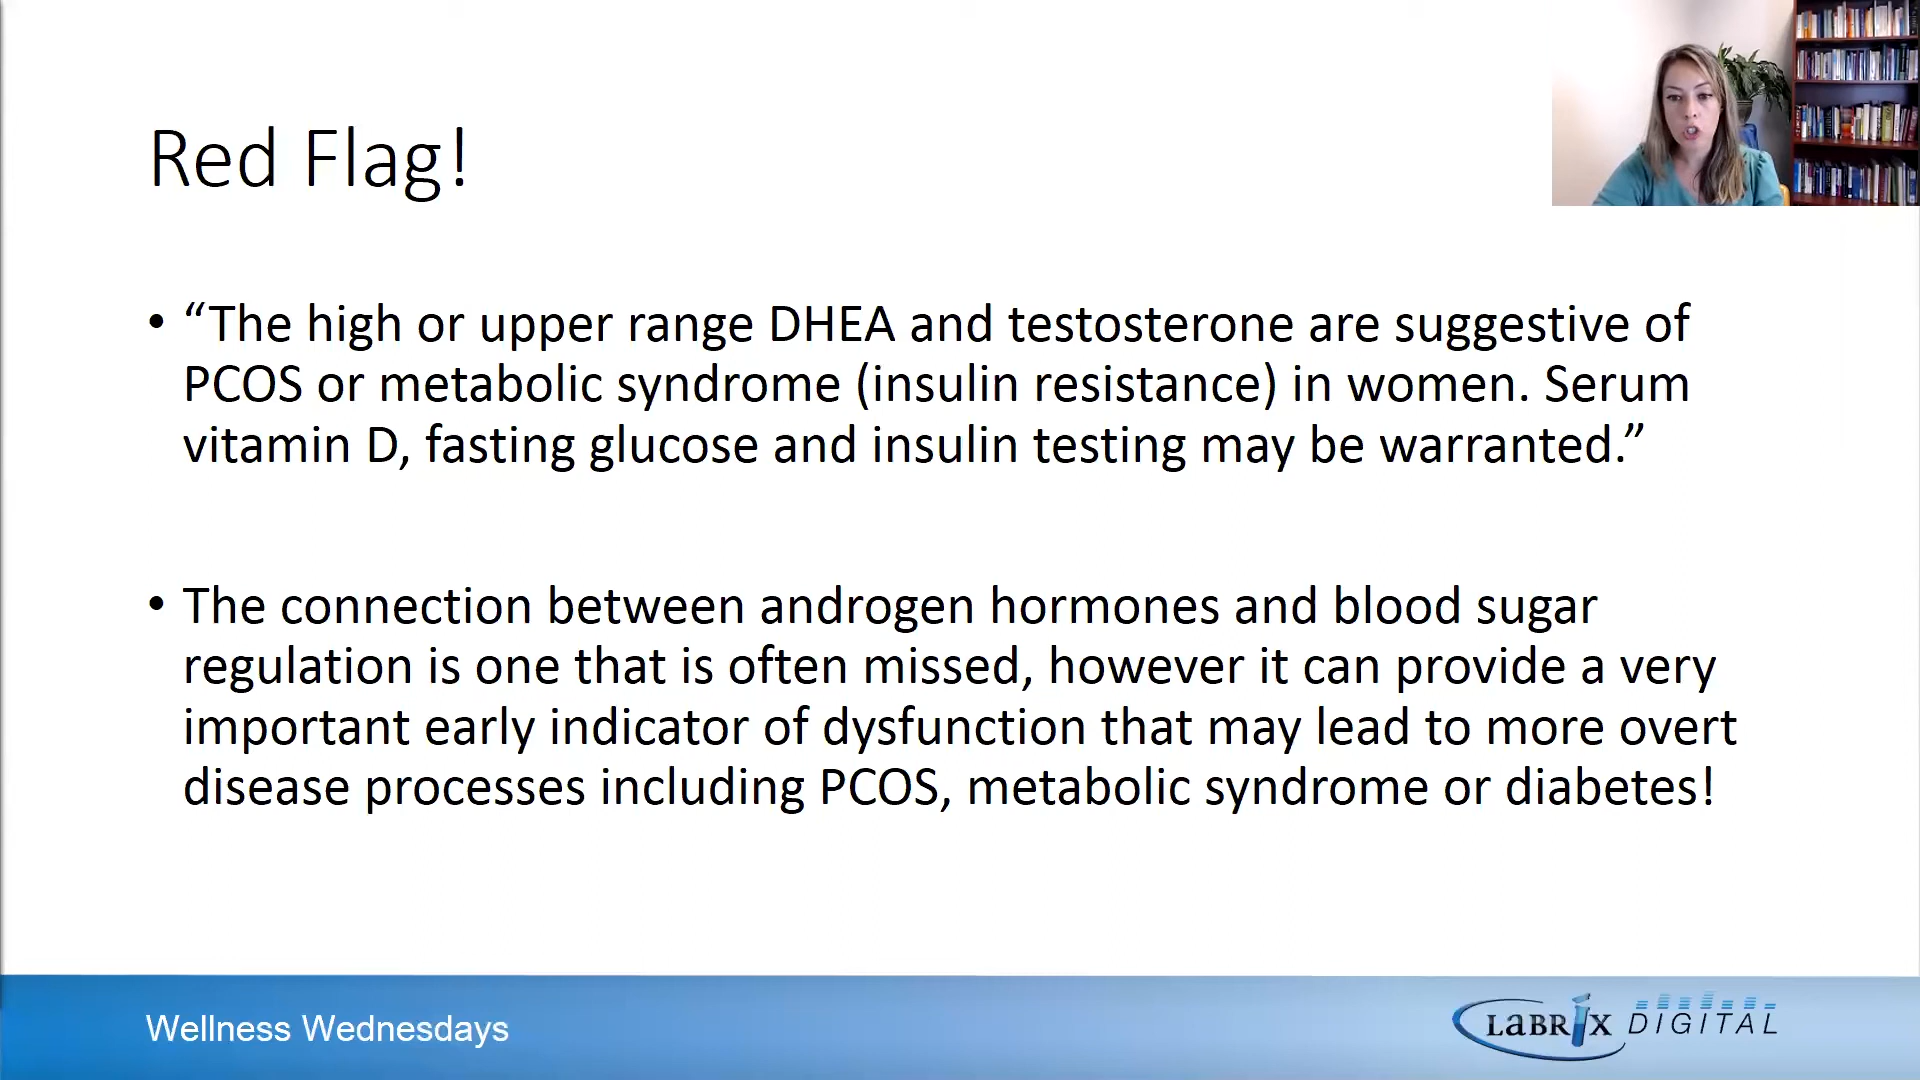 Red Flag!
• “The high or upper range DHEA and testosterone are suggestive of
PCOS or metabolic syndrome (insulin resistance) in women. Serum
vitamin D, fasting glucose and insulin testing may be warranted.”
• The connection between androgen hormones and blood sugar
regulation is one that is often missed, however it can provide a very
important early indicator of dysfunction that may lead to more overt
disease processes including PCOS, metabolic syndrome or diabetes!
Wellness Wednesdays
LABRIX DIGITAL